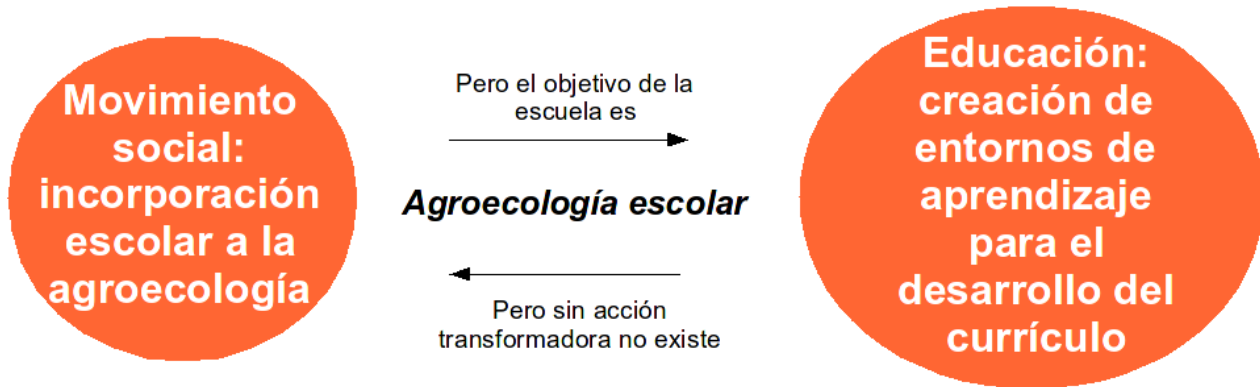 Movimiento
social:
incorporación
escolar a la
agroecología
Pero el objetivo de la
escuela es
Agroecología escolar
Pero sin acción
transformadora no existe
Educación:
creación de
entornos de
aprendizaje
para el
desarrollo del
currículo